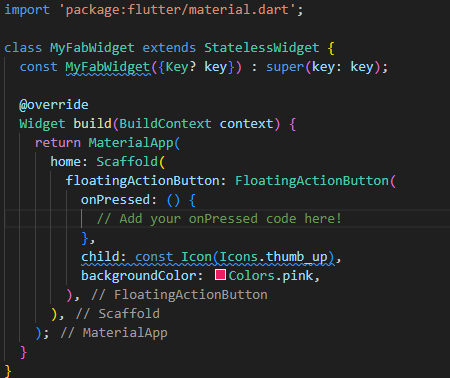 import 'package:flutter/material.dart';

class MyFabWidget extends StatelessWidget {
  const MyFabWidget({Key? key}) : super(key: key);

  @override
  Widget build(BuildContext context) {
    return MaterialApp(
      home: Scaffold(
        floatingActionButton: FloatingActionButton(
          onPressed: () {
            // Add your onPressed code here!
          },
          child: const Icon(Icons.thumb_up),
          backgroundColor: Colors.pink,
        ), // FloatingActionButton
      ), // Scaffold
    ); // MaterialApp
  }
}